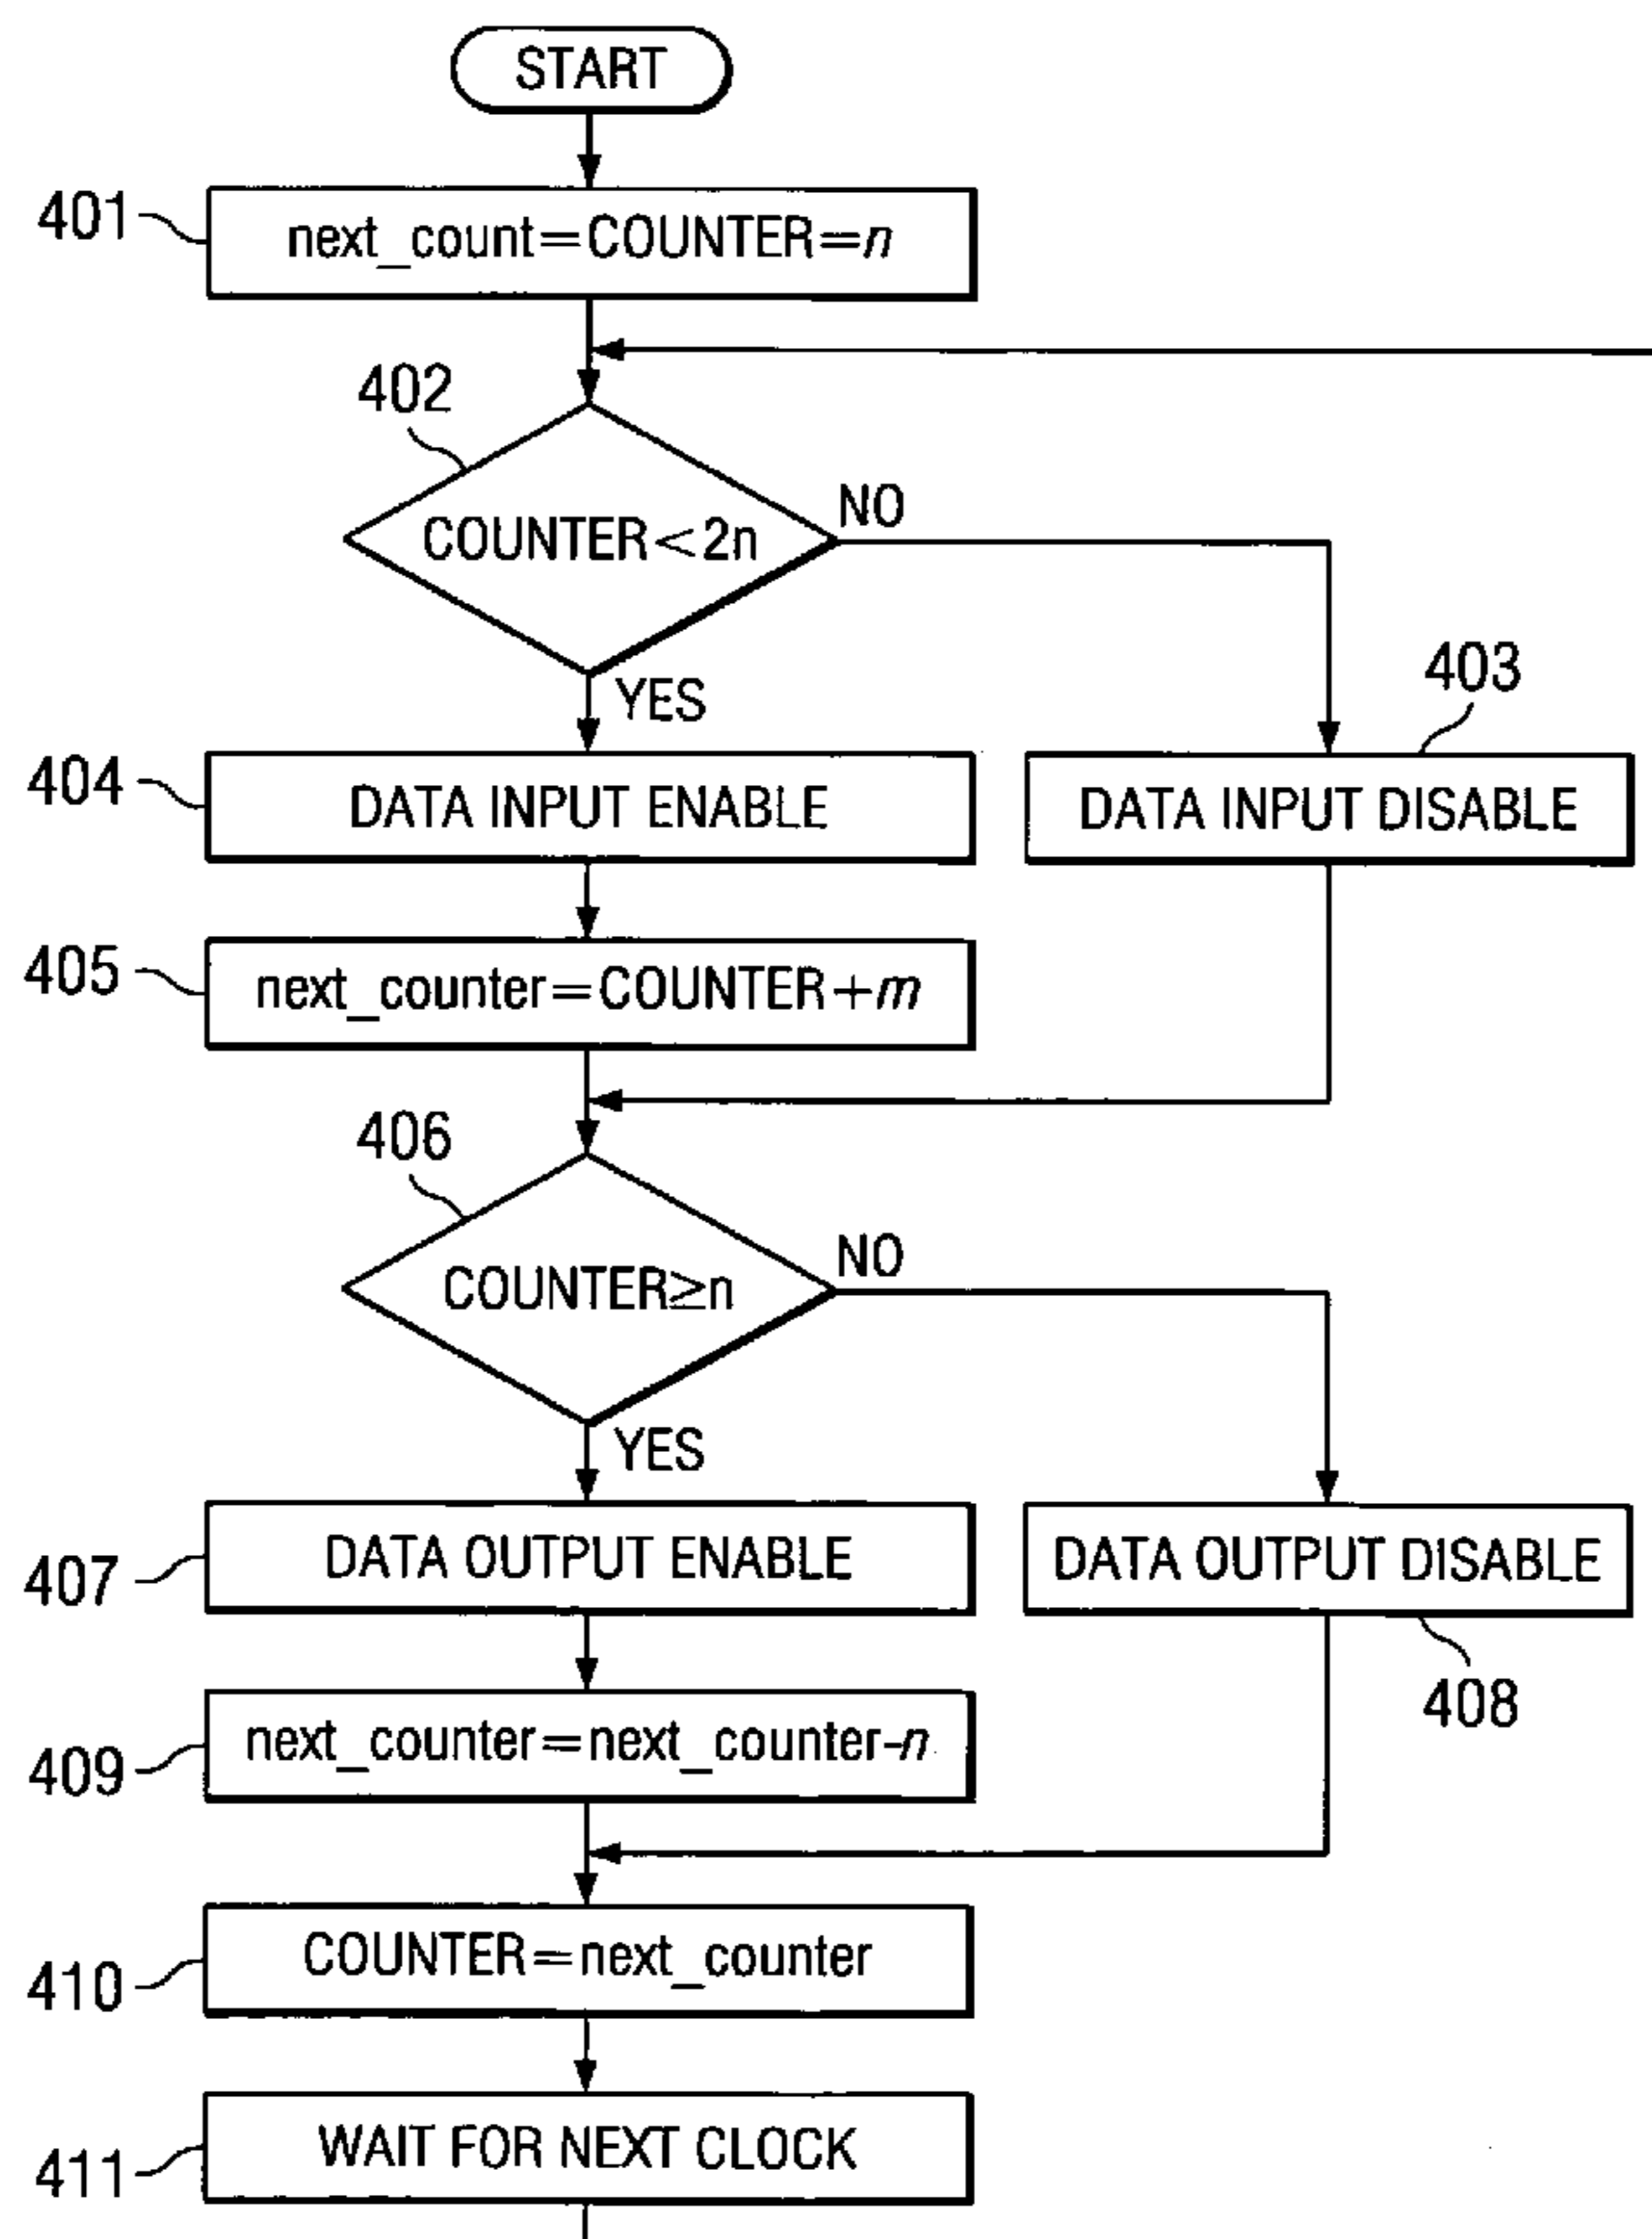 START
401
next_count=COUNTER=n
402
COUNTER<2n
NO
YES
403
404
DATA INPUT ENABLE
DATA INPUT DISABLE
405
next_counter=COUNTER+m
406
COUNTER≥n
NO
YES
407
DATA OUTPUT ENABLE
DATA OUTPUT DISABLE
408
409
next_counter=next_counter-n
410
COUNTER=next_counter
411
WAIT FOR NEXT CLOCK